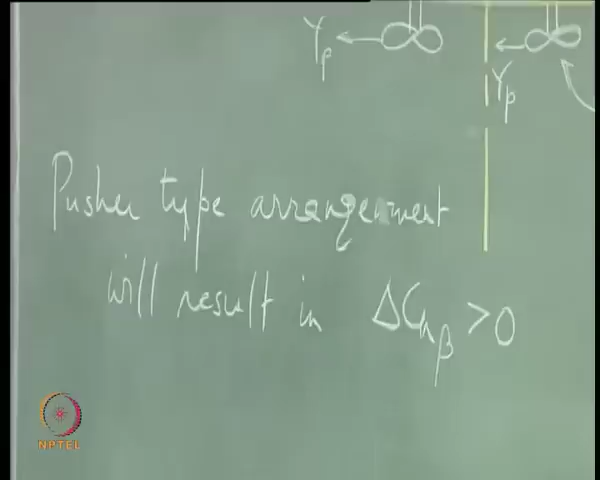 Yp Yp
Pusher type arrangement
will result in ΔCnβ > 0
NPTEL